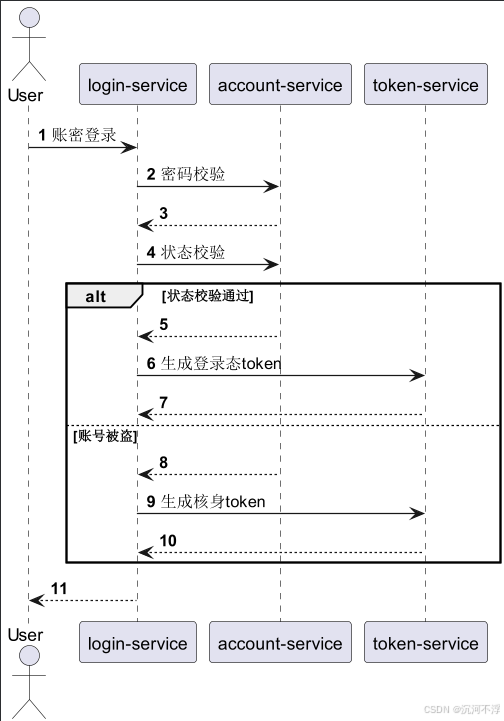 User
login-service account-service token-service
1 账密登录
2 密码校验
3
4 状态校验
alt [状态校验通过]
5
6 生成登录态token
7
[账号被盗]
8
9 生成核身token
10
11
User
login-service account-service token-service
CSDN @沉河不浮